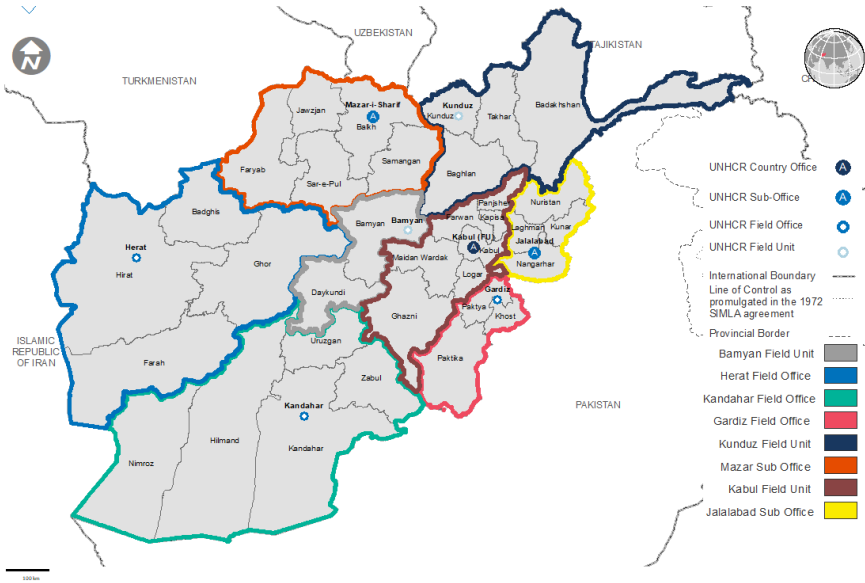 UZBEKISTAN
TAJIKISTAN
N
TURKMENISTAN
CH
Mazar-i-Sharif
A
Jawzjan
Balkh
Kunduz
Kunduz
Takhar
Badakhshan
Faryab
Samangan
Sar-e-Pul
Baghlan
UNHCR Country Office
A
UNHCR Sub-Office
A
UNHCR Field Office
UNHCR Field Unit
International Boundary
Line of Control as
promulgated in the 1972
SIMLA agreement
Provincial Border
Badghis
Bamyan
Bamyan
Panjsher
Parwan
Kapisa
Nuristan
Laghman
Kunar
Kabul (FU)
A
Kabul
Jalalabad
A
Nangarhar
Herat
Hirat
Ghor
Maidan Wardak
Logar
Daykundi
Gardiz
Paktya
Khost
Ghazni
Uruzgan
ISLAMIC
REPUBLIC
OF IRAN
Farah
Paktika
Zabul
Kandahar
Kandahar
Hilmand
Nimroz
PAKISTAN
Bamyan Field Unit
Herat Field Office
Kandahar Field Office
Gardiz Field Office
Kunduz Field Unit
Mazar Sub Office
Kabul Field Unit
Jalalabad Sub Office
100 km